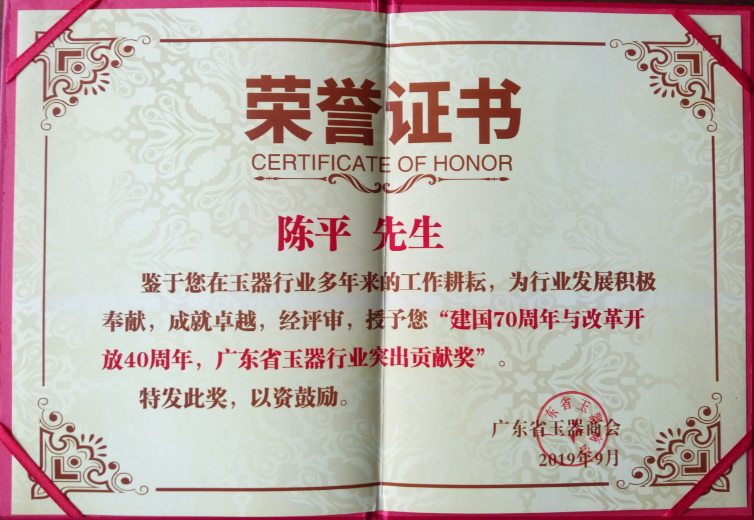 荣誉证书
CERTIFICATE OF HONOR
陈平 先生
鉴于您在玉器行业多年来的工作耕耘，为行业发展积极
奉献，成就卓越，经评审，授予您“建国70周年与改革开
放40周年，广东省玉器行业突出贡献奖”。
特发此奖，以资鼓励。
广东省玉器商会
2019年9月